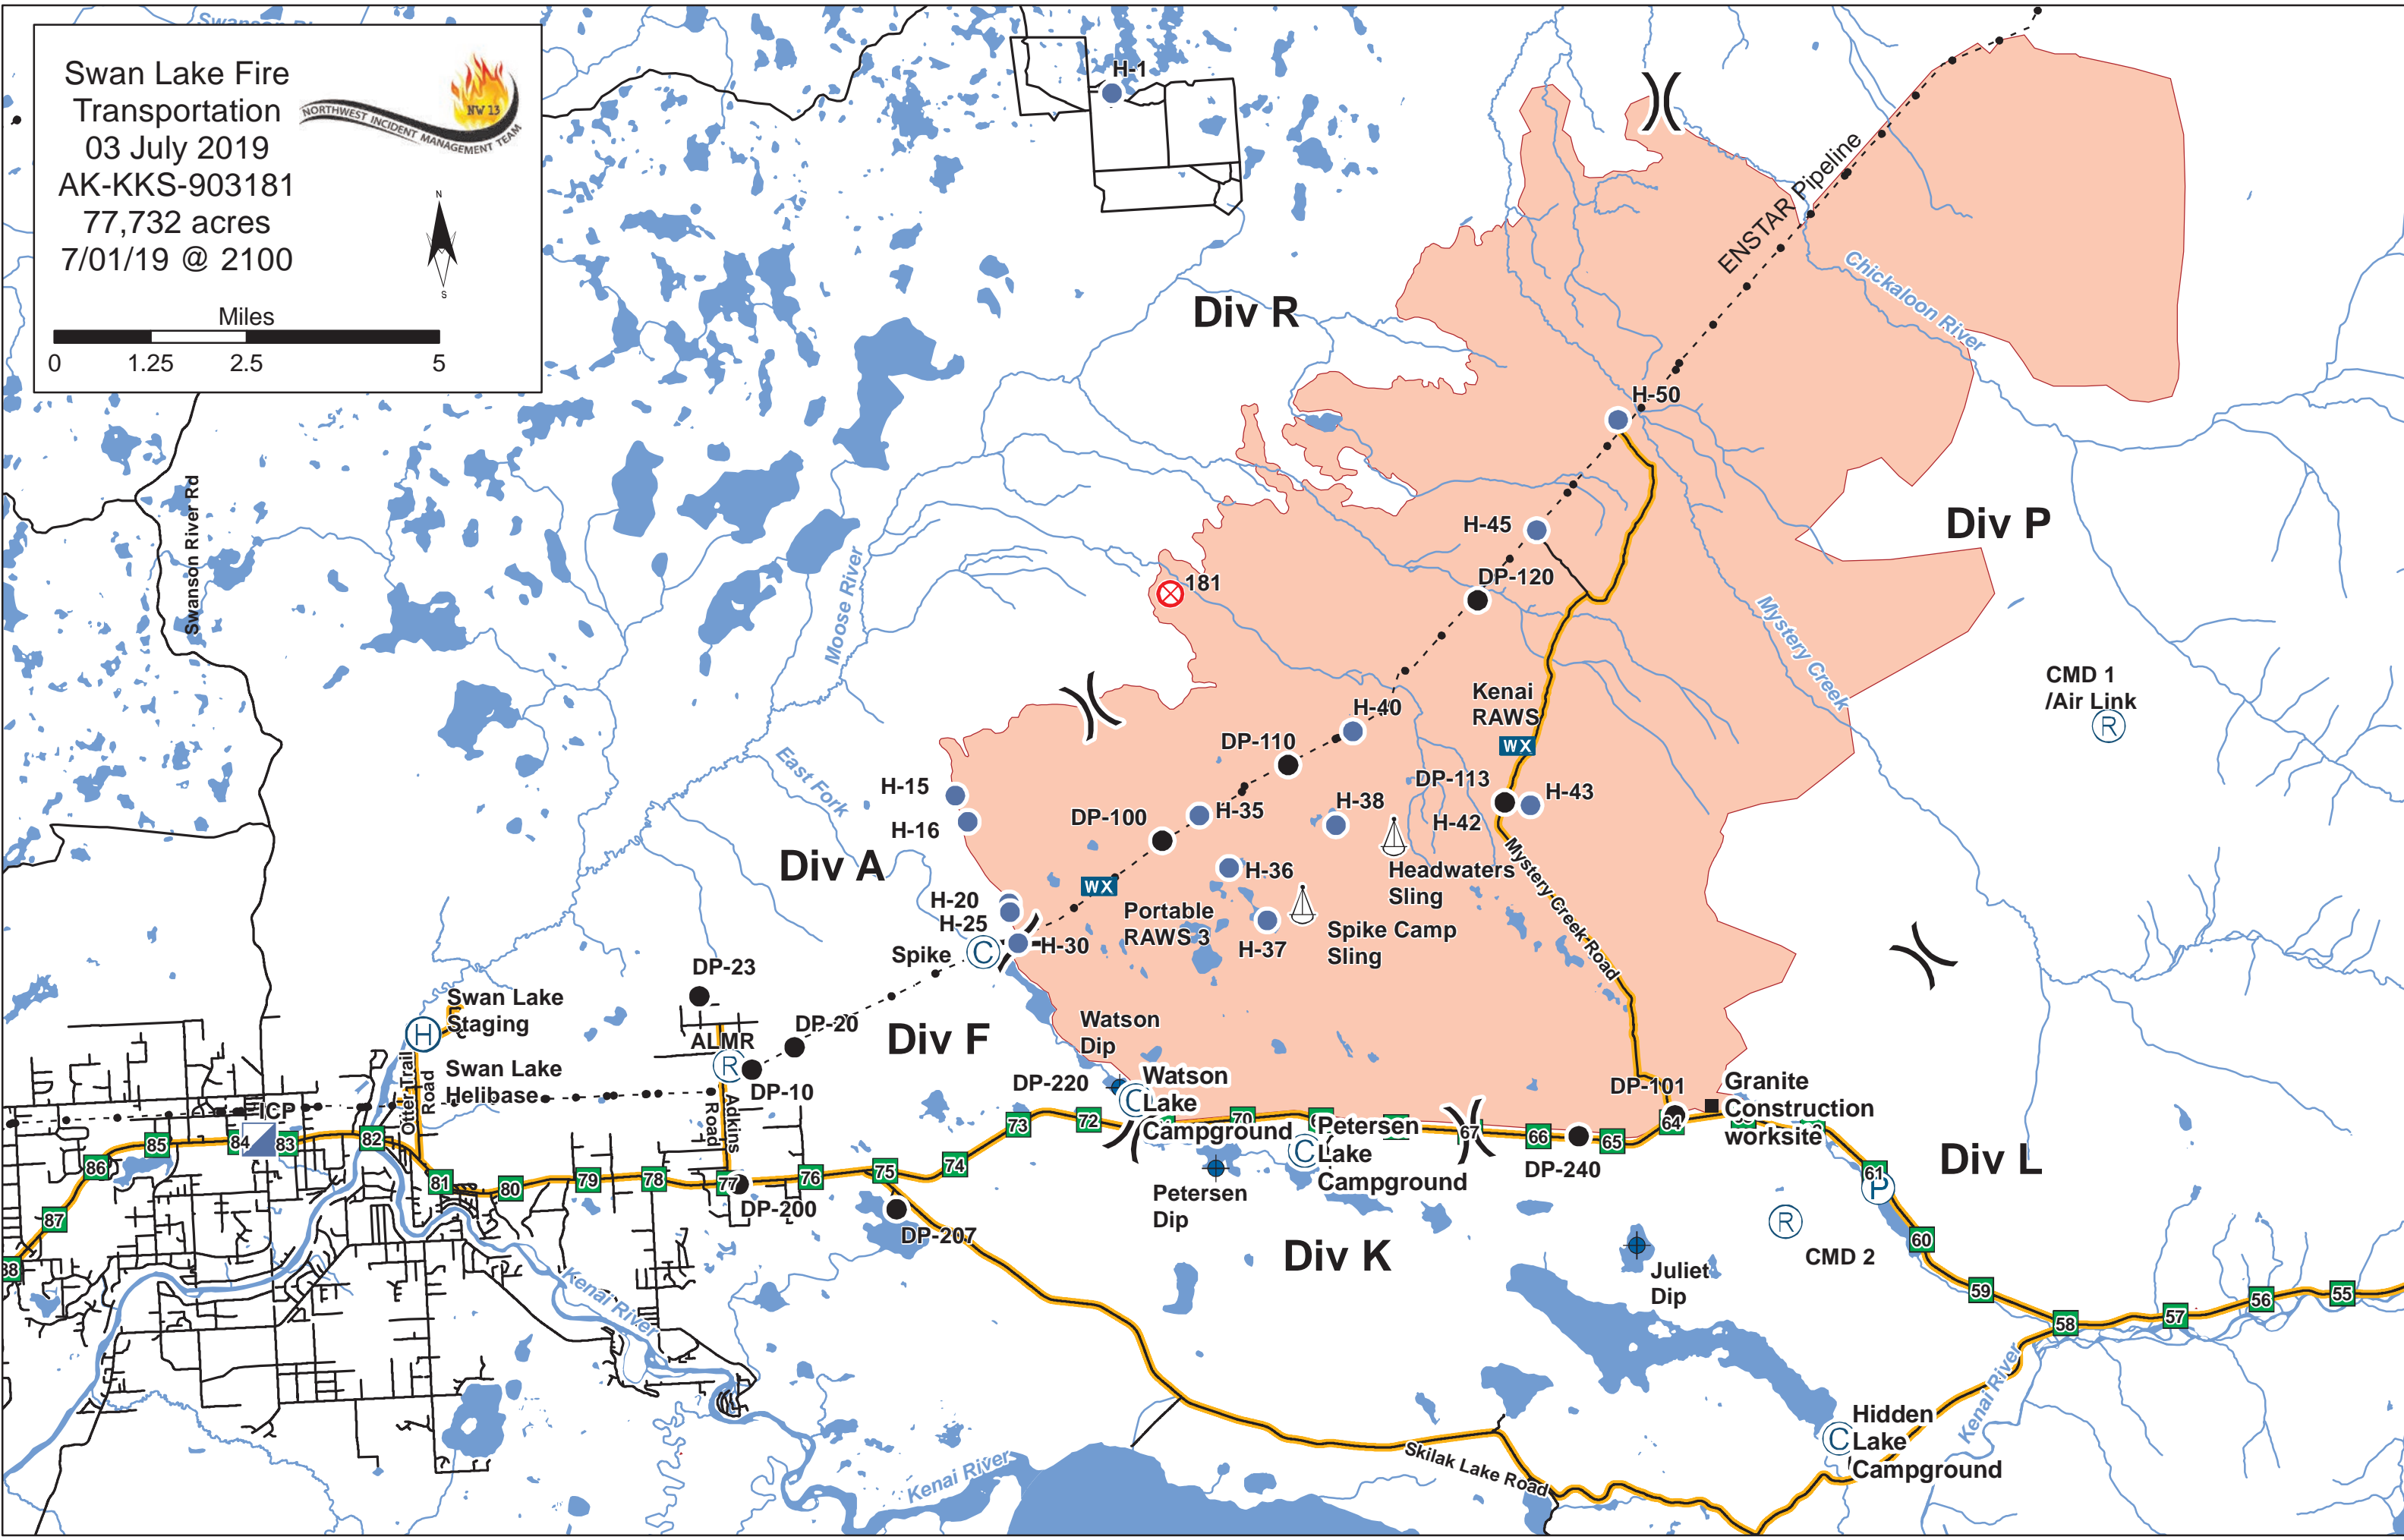 Swanson Ri
Swan Lake Fire
Transportation
03 July 2019
AK-KKS-903181
77,732 acres
7/01/19 @ 2100
NW 13
NORTHWEST INCIDENT MANAGEMENT TEAM
N
S
Miles
0 1.25 2.5 5
H-1
ENSTAR Pipeline
Chickaloon River
Div R
H-50
Swanson River Rd
H-45
Div P
Moose River
181
DP-120
Mystery Creek
CMD 1
/Air Link
R
Kenai
RAWS
WX
H-40
DP-110
East Fork
H-15
H-16
DP-113
H-43
H-42
H-38
H-35
DP-100
Mystery Creek Road
Div A
Headwaters
Sling
H-36
WX
H-20
H-25
Portable
RAWS 3
Spike Camp
Sling
H-37
H-30
Spike
C
DP-23
Swan Lake
Staging
H
DP-20
Div F
Watson
Dip
ALMR
R
DP-10
Swan Lake
Helibase
DP-220
Watson
Lake
Campground
C
DP-101
Granite
Construction
worksite
Otter Trail
Road
Adkins
Road
ICP
88
87
86
85
84
83
82
81
80
79
78
77
76
75
74
73
72
70
67
66
65
64
61
60
59
58
57
56
55
Petersen
Lake
Campground
C
DP-240
Div L
P
DP-200
Petersen
Dip
DP-207
R
CMD 2
Div K
Juliet
Dip
Kenai River
Kenai River
Hidden
Lake
Campground
C
Skilak Lake Road
Kenai River